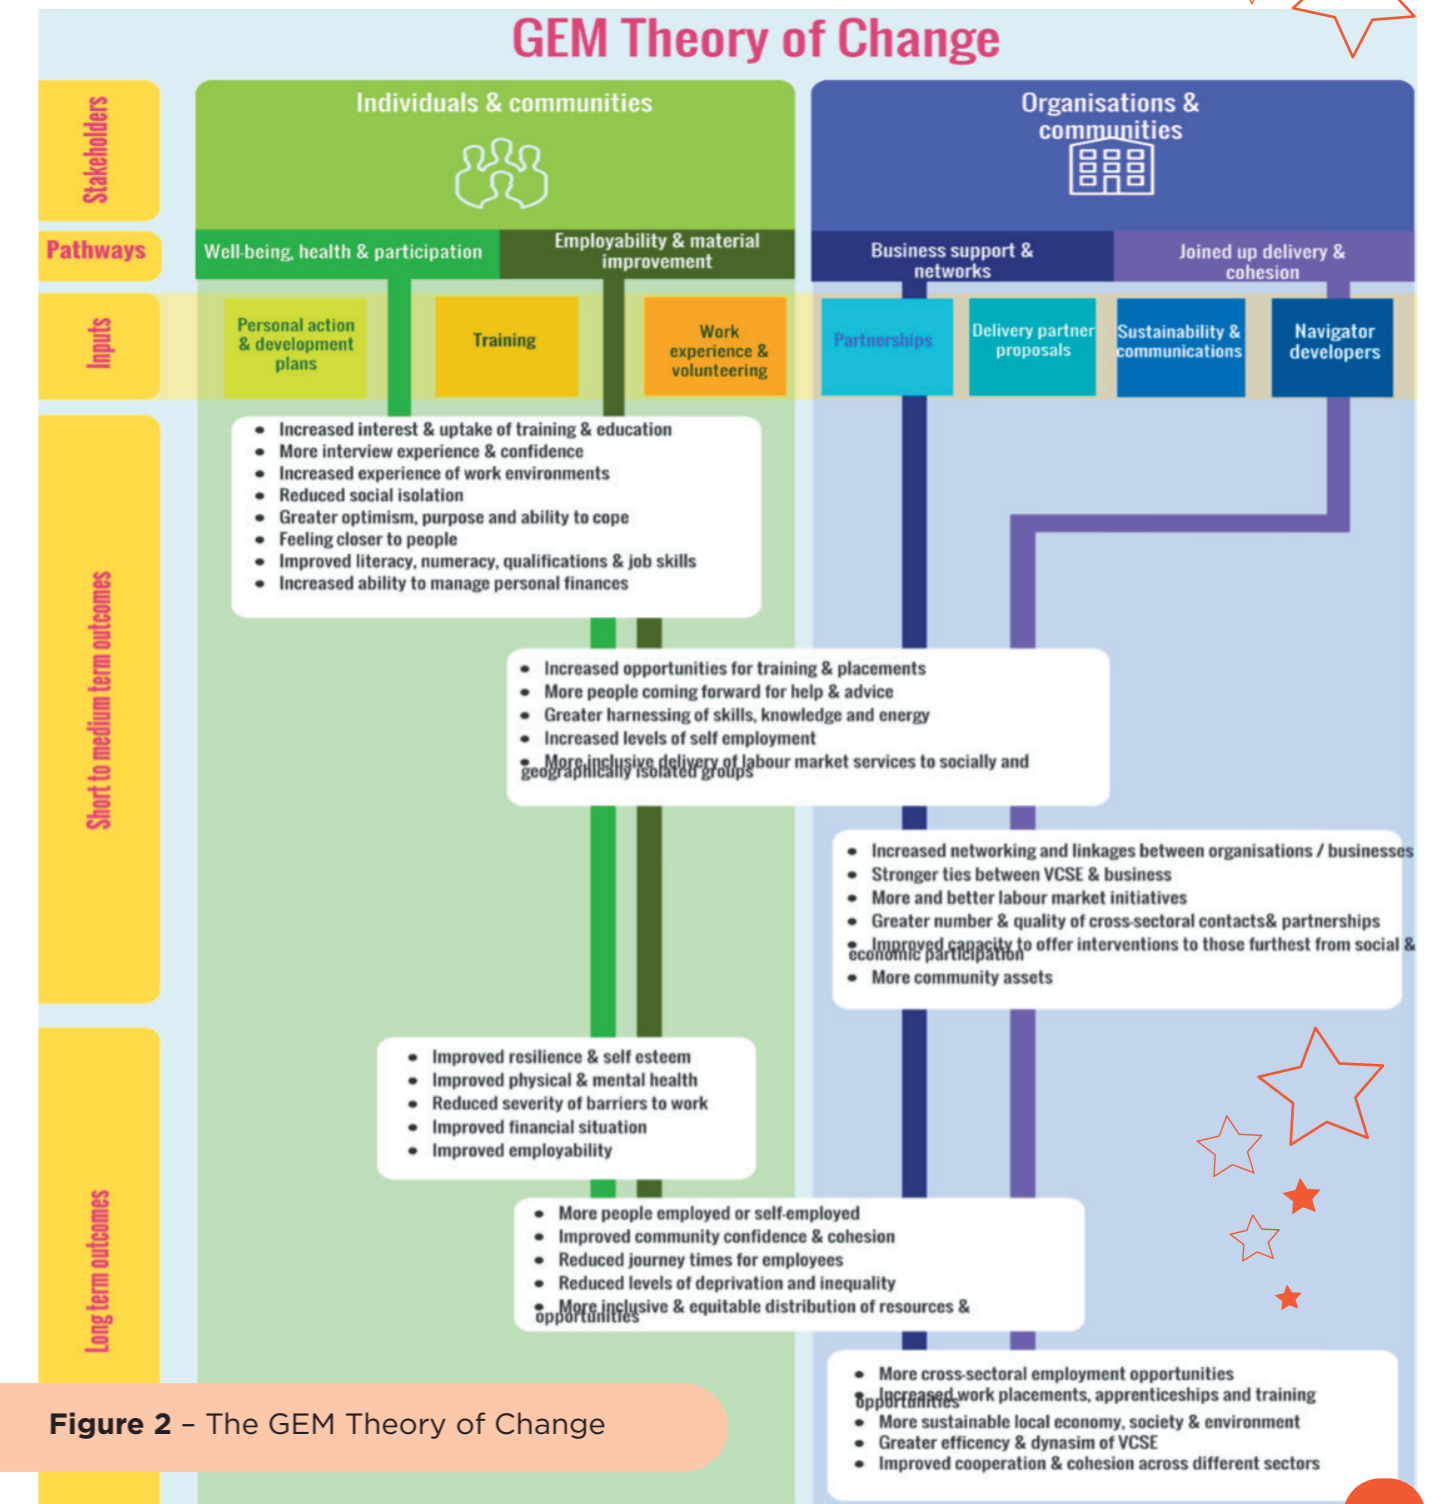 GEM Theory of Change
Stakeholders
Individuals & communities
Organisations &
communities
Pathways
Well-being, health & participation
Employability & material
improvement
Business support &
networks
Joined up delivery &
cohesion
Inputs
Personal action
& development
plans
Training
Work
experience &
volunteering
Partnerships
Delivery partner
proposals
Sustainability &
communications
Navigator
developers
Short to medium term outcomes
• Increased interest & uptake of training & education
• More interview experience & confidence
• Increased experience of work environments
• Reduced social isolation
• Greater optimism, purpose and ability to cope
• Feeling closer to people
• Improved literacy, numeracy, qualifications & job skills
• Increased ability to manage personal finances
• Increased opportunities for training & placements
• More people coming forward for help & advice
• Greater harnessing of skills, knowledge and energy
• Increased levels of self employment
• More inclusive delivery of labour market services to socially and
geographically isolated groups
• Increased networking and linkages between organisations / businesses
• Stronger ties between VCSE & business
• More and better labour market initiatives
• Greater number & quality of cross-sectoral contacts& partnerships
• Improved capacity to offer interventions to those furthest from social &
economic participation
• More community assets
Long term outcomes
• Improved resilience & self esteem
• Improved physical & mental health
• Reduced severity of barriers to work
• Improved financial situation
• Improved employability
• More people employed or self-employed
• Improved community confidence & cohesion
• Reduced journey times for employees
• Reduced levels of deprivation and inequality
• More inclusive & equitable distribution of resources &
opportunities
• More cross-sectoral employment opportunities
• Increased work placements, apprenticeships and training
opportunities
• More sustainable local economy, society & environment
• Greater efficency & dynasim of VCSE
• Improved cooperation & cohesion across different sectors
Figure 2 – The GEM Theory of Change